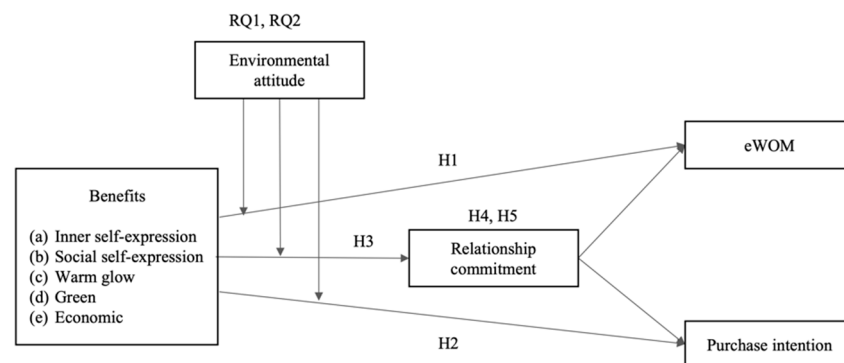 RQ1, RQ2
Environmental
attitude
H1
eWOM
Benefits
(a) Inner self-expression
(b) Social self-expression
(c) Warm glow
(d) Green
(e) Economic
H3
H4, H5
Relationship
commitment
H2
Purchase intention